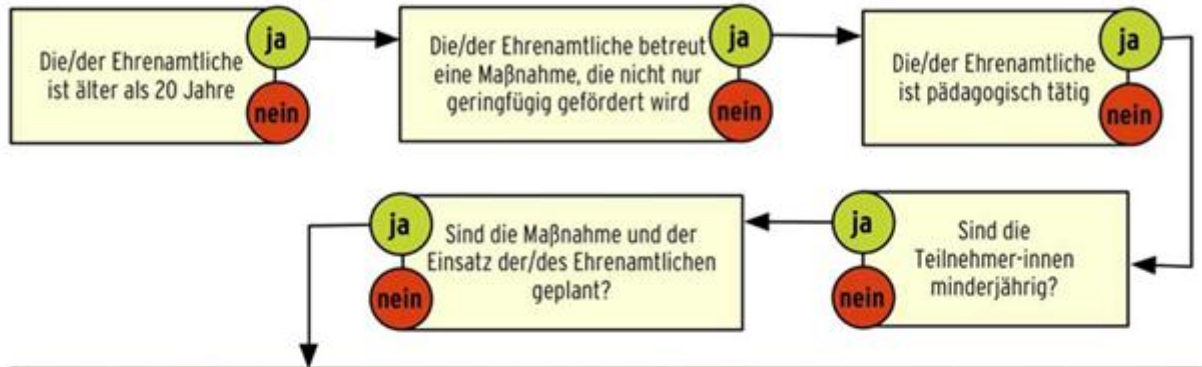 Die/der Ehrenamtliche
ist älter als 20 Jahre
ja
nein
Die/der Ehrenamtliche betreut
eine Maßnahme, die nicht nur
geringfügig gefördert wird
ja
nein
Die/der Ehrenamtliche
ist pädagogisch tätig
ja
nein
Sind die
Teilnehmer-innen
minderjährig?
ja
nein
Sind die Maßnahme und der
Einsatz der/des Ehrenamtlichen
geplant?
ja
nein